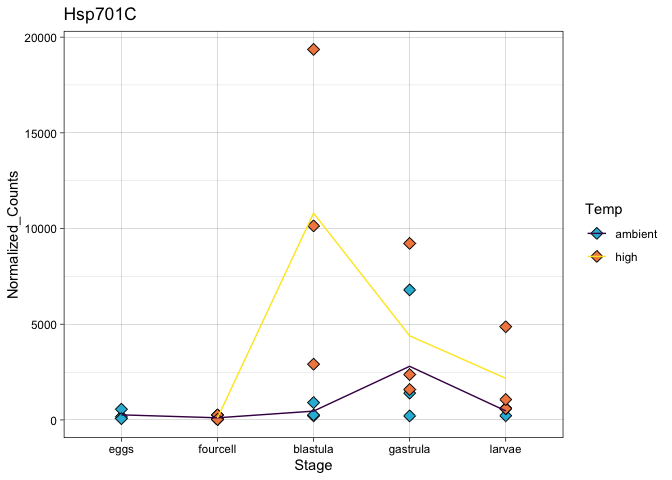 Hsp701C
20000
15000
10000
5000
0
Normalized_Counts
eggs fourcell blastula gastrula larvae
Stage
Temp
ambient
high